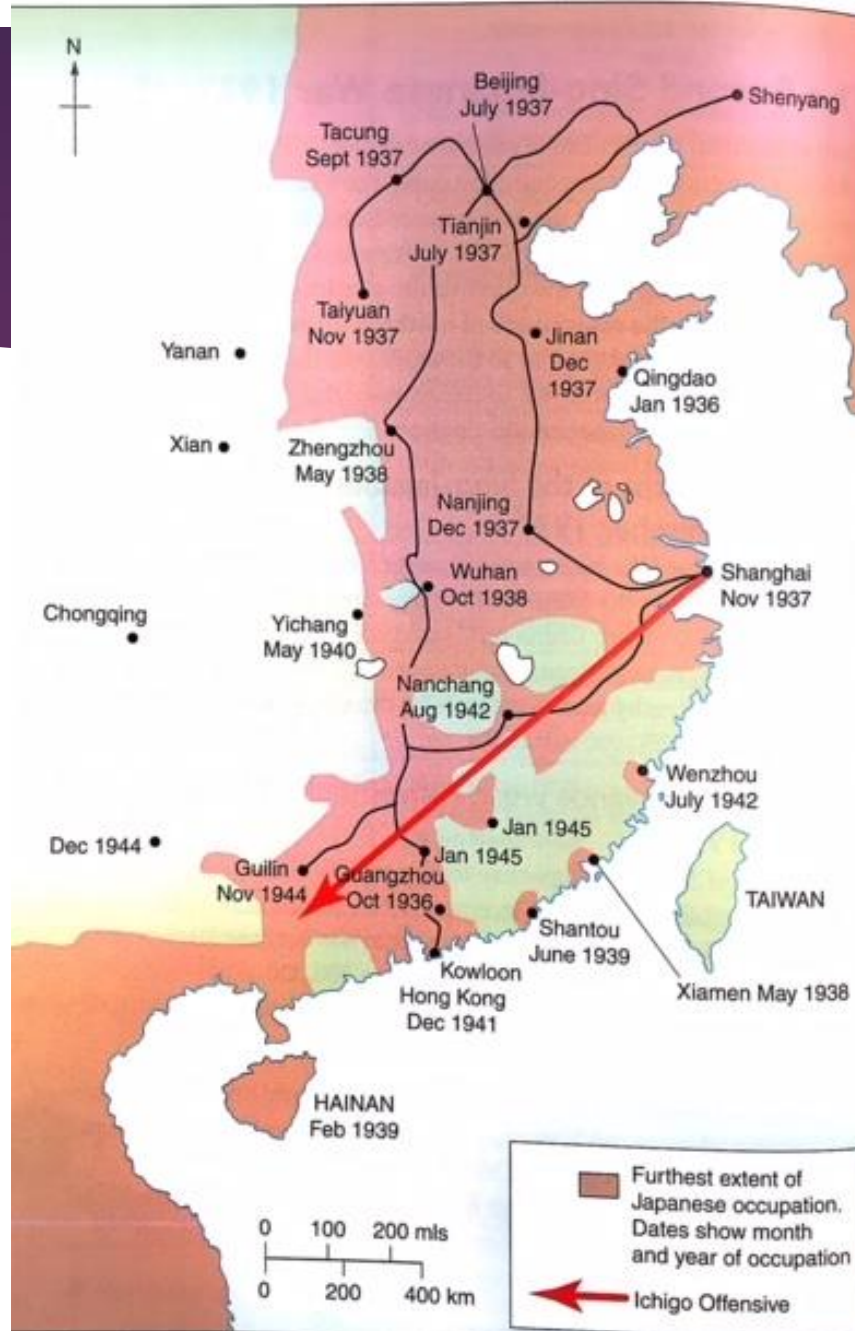 N
Beijing
July 1937
Shenyang
Tacung
Sept 1937
Tianjin
July 1937
Taiyuan
Nov 1937
Jinan
Dec
1937
Yanan
Qingdao
Jan 1936
Xian
Zhengzhou
May 1938
Nanjing
Dec 1937
Wuhan
Oct 1938
Shanghai
Nov 1937
Chongqing
Yichang
May 1940
Nanchang
Aug 1942
Wenzhou
July 1942
Dec 1944
Jan 1945
Jan 1945
Guilin
Nov 1944
Guangzhou
Oct 1936
TAIWAN
Shantou
June 1939
Kowloon
Hong Kong
Dec 1941
Xiamen May 1938
HAINAN
Feb 1939
0 100 200 mls
0 200 400 km
Furthest extent of
Japanese occupation.
Dates show month
and year of occupation
Ichigo Offensive